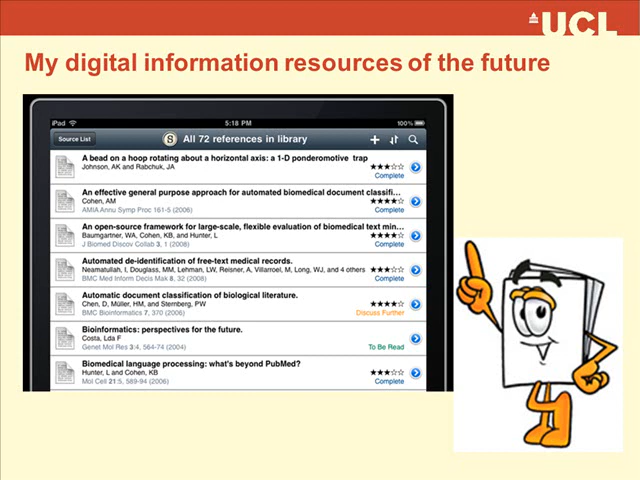 UCL
My digital information resources of the future
iPad 5:18 PM 100%
Source List All 72 references in library
A bead on a hoop rotating about a horizontal axis: a 1-D ponderomotive trap
Johnson, AK and Rabchuk, JA
Complete
An effective general purpose approach for automated biomedical document classifi...
Cohen, AM
AMIA Annu Symp Proc 161-5 (2006) Complete
An open-source framework for large-scale, flexible evaluation of biomedical text min...
Baumgartner, WA, Cohen, KB, and Hunter, L
J Biomed Discov Collab 3, 1 (2008) Complete
Automated de-identification of free-text medical records.
Neamatullah, I, Douglass, MM, Lehman, LW, Reisner, A, Villarroel, M, Long, WJ, and 4 others
BMC Med Inform Decis Mak 8, 32 (2008) Complete
Automatic document classification of biological literature.
Chen, D, Müller, HM, and Sternberg, PW
BMC Bioinformatics 7, 370 (2006) Discuss Further
Bioinformatics: perspectives for the future.
Costa, Lda F
Genet Mol Res 3:4, 564-74 (2004) To Be Read
Biomedical language processing: what's beyond PubMed?
Hunter, L and Cohen, KB
Mol Cell 21:5, 589-94 (2006) Complete